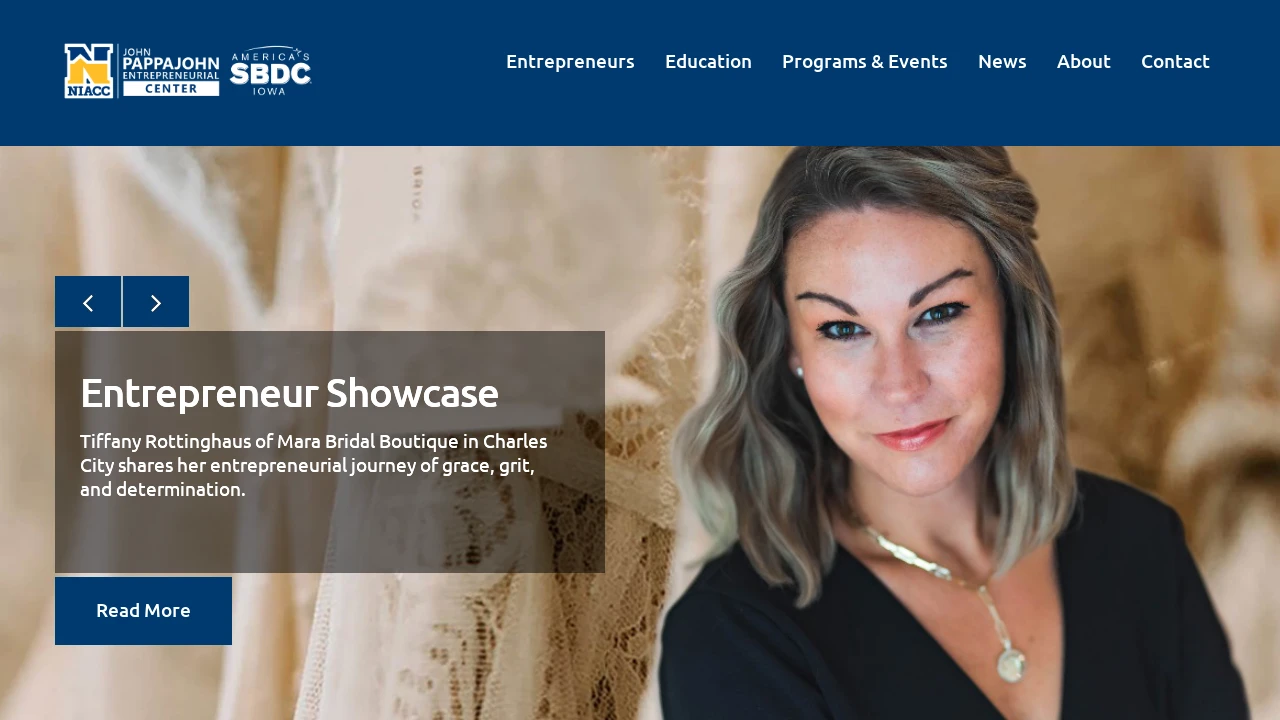 JOHN
PAPPAJOHN
ENTREPRENEURIAL
CENTER
NIACC
AMERICA'S
SBDC
IOWA
Entrepreneurs
Education
Programs & Events
News
About
Contact
BRID
Entrepreneur Showcase
Tiffany Rottinghaus of Mara Bridal Boutique in Charles
City shares her entrepreneurial journey of grace, grit,
and determination.
Read More